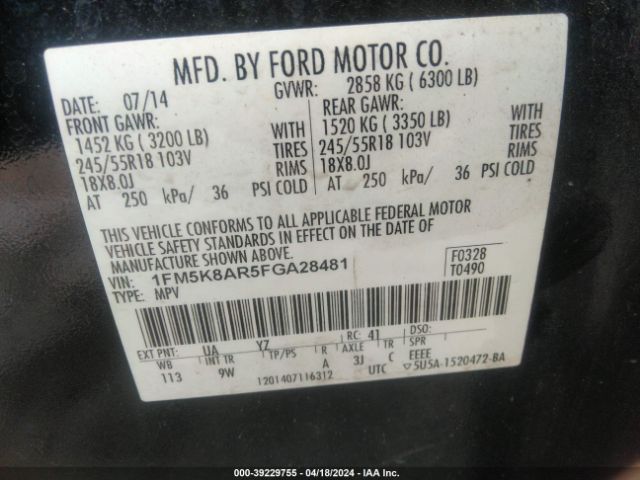 MFD. BY FORD MOTOR CO.
DATE: 07/14 GVWR: 2858 KG ( 6300 LB)
FRONT GAWR: REAR GAWR:
1452 KG ( 3200 LB) WITH 1520 KG ( 3350 LB) WITH
245/55R18 103V TIRES 245/55R18 103V TIRES
18X8.0J RIMS 18X8.0J RIMS
AT 250 kPa/ 36 PSI COLD AT 250 kPa/ 36 PSI COLD
THIS VEHICLE CONFORMS TO ALL APPLICABLE FEDERAL MOTOR
VEHICLE SAFETY STANDARDS IN EFFECT ON THE DATE OF
MANUFACTURE SHOWN ABOVE.
VIN: 1FM5K8AR5FGA28481 F0328
TYPE: MPV T0490
EXT PNT: UA YZ RC: 41 DSO:
WB INT TR TP/PS R AXLE TR SPR
113 9W A 3J C EEEE
1201407116312 UTC ▽5U5A-1520472-BA
000-39229755 - 04/18/2024 - IAA Inc.